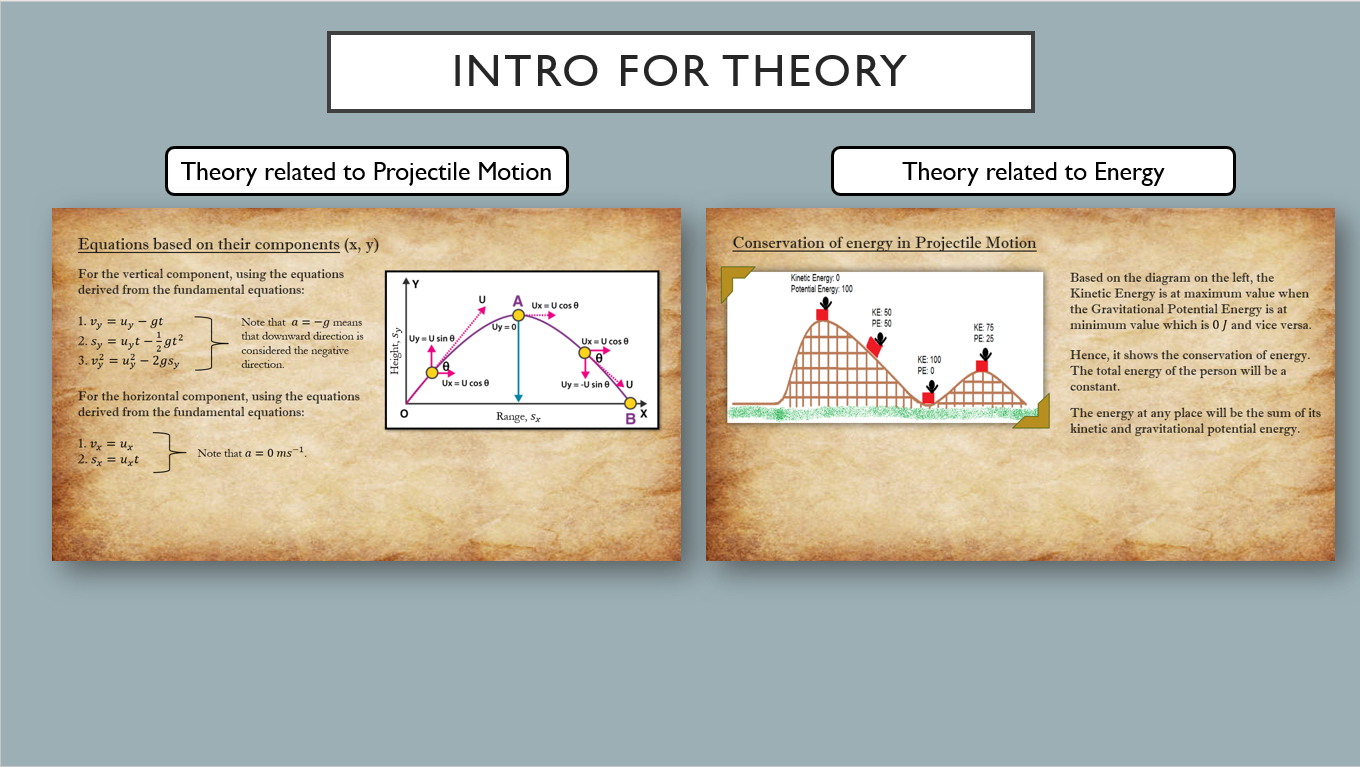 INTRO FOR THEORY
Theory related to Projectile Motion
Equations based on their components (x, y)
For the vertical component, using the equations
derived from the fundamental equations:
1. v_y = u_y − gt
2. s_y = u_y t − 1/2 gt²
3. v_y² = u_y² − 2gs_y
Note that a = −g means
that downward direction is
considered the negative
direction.
For the horizontal component, using the equations
derived from the fundamental equations:
1. v_x = u_x
2. s_x = u_x t
Note that a = 0 ms⁻¹.
Y
U
A
Ux = U cos θ
Uy = 0
Uy = U sin θ
θ
Ux = U cos θ
Ux = U cos θ
θ
Uy = -U sin θ
U
Height, s_y
O
Range, s_x
B
X
Theory related to Energy
Conservation of energy in Projectile Motion
Kinetic Energy: 0
Potential Energy: 100
KE: 50
PE: 50
KE: 100
PE: 0
KE: 75
PE: 25
Based on the diagram on the left, the
Kinetic Energy is at maximum value when
the Gravitational Potential Energy is at
minimum value which is 0 J and vice versa.
Hence, it shows the conservation of energy.
The total energy of the person will be a
constant.
The energy at any place will be the sum of its
kinetic and gravitational potential energy.